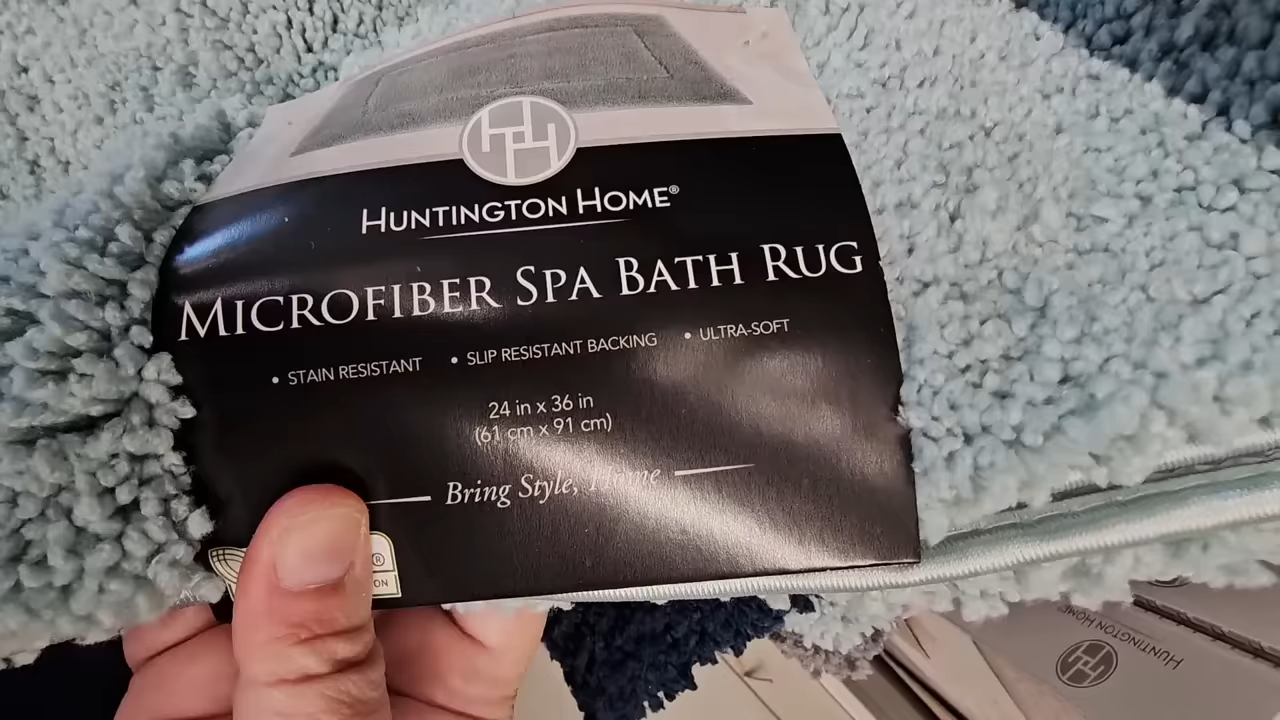 HUNTINGTON HOME®
MICROFIBER SPA BATH RUG
• STAIN RESISTANT • SLIP RESISTANT BACKING • ULTRA-SOFT
24 in x 36 in
(61 cm x 91 cm)
Bring Style, Home
®
ON
HUNTINGTON HOME